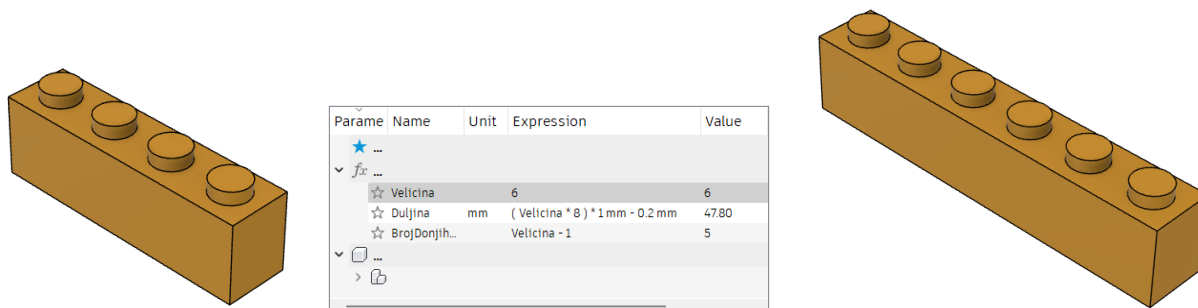 Parame Name Unit Expression Value
...
fx ...
Velicina 6 6
Duljina mm ( Velicina * 8 ) * 1 mm - 0.2 mm 47.80
BrojDonjih... Velicina - 1 5
...